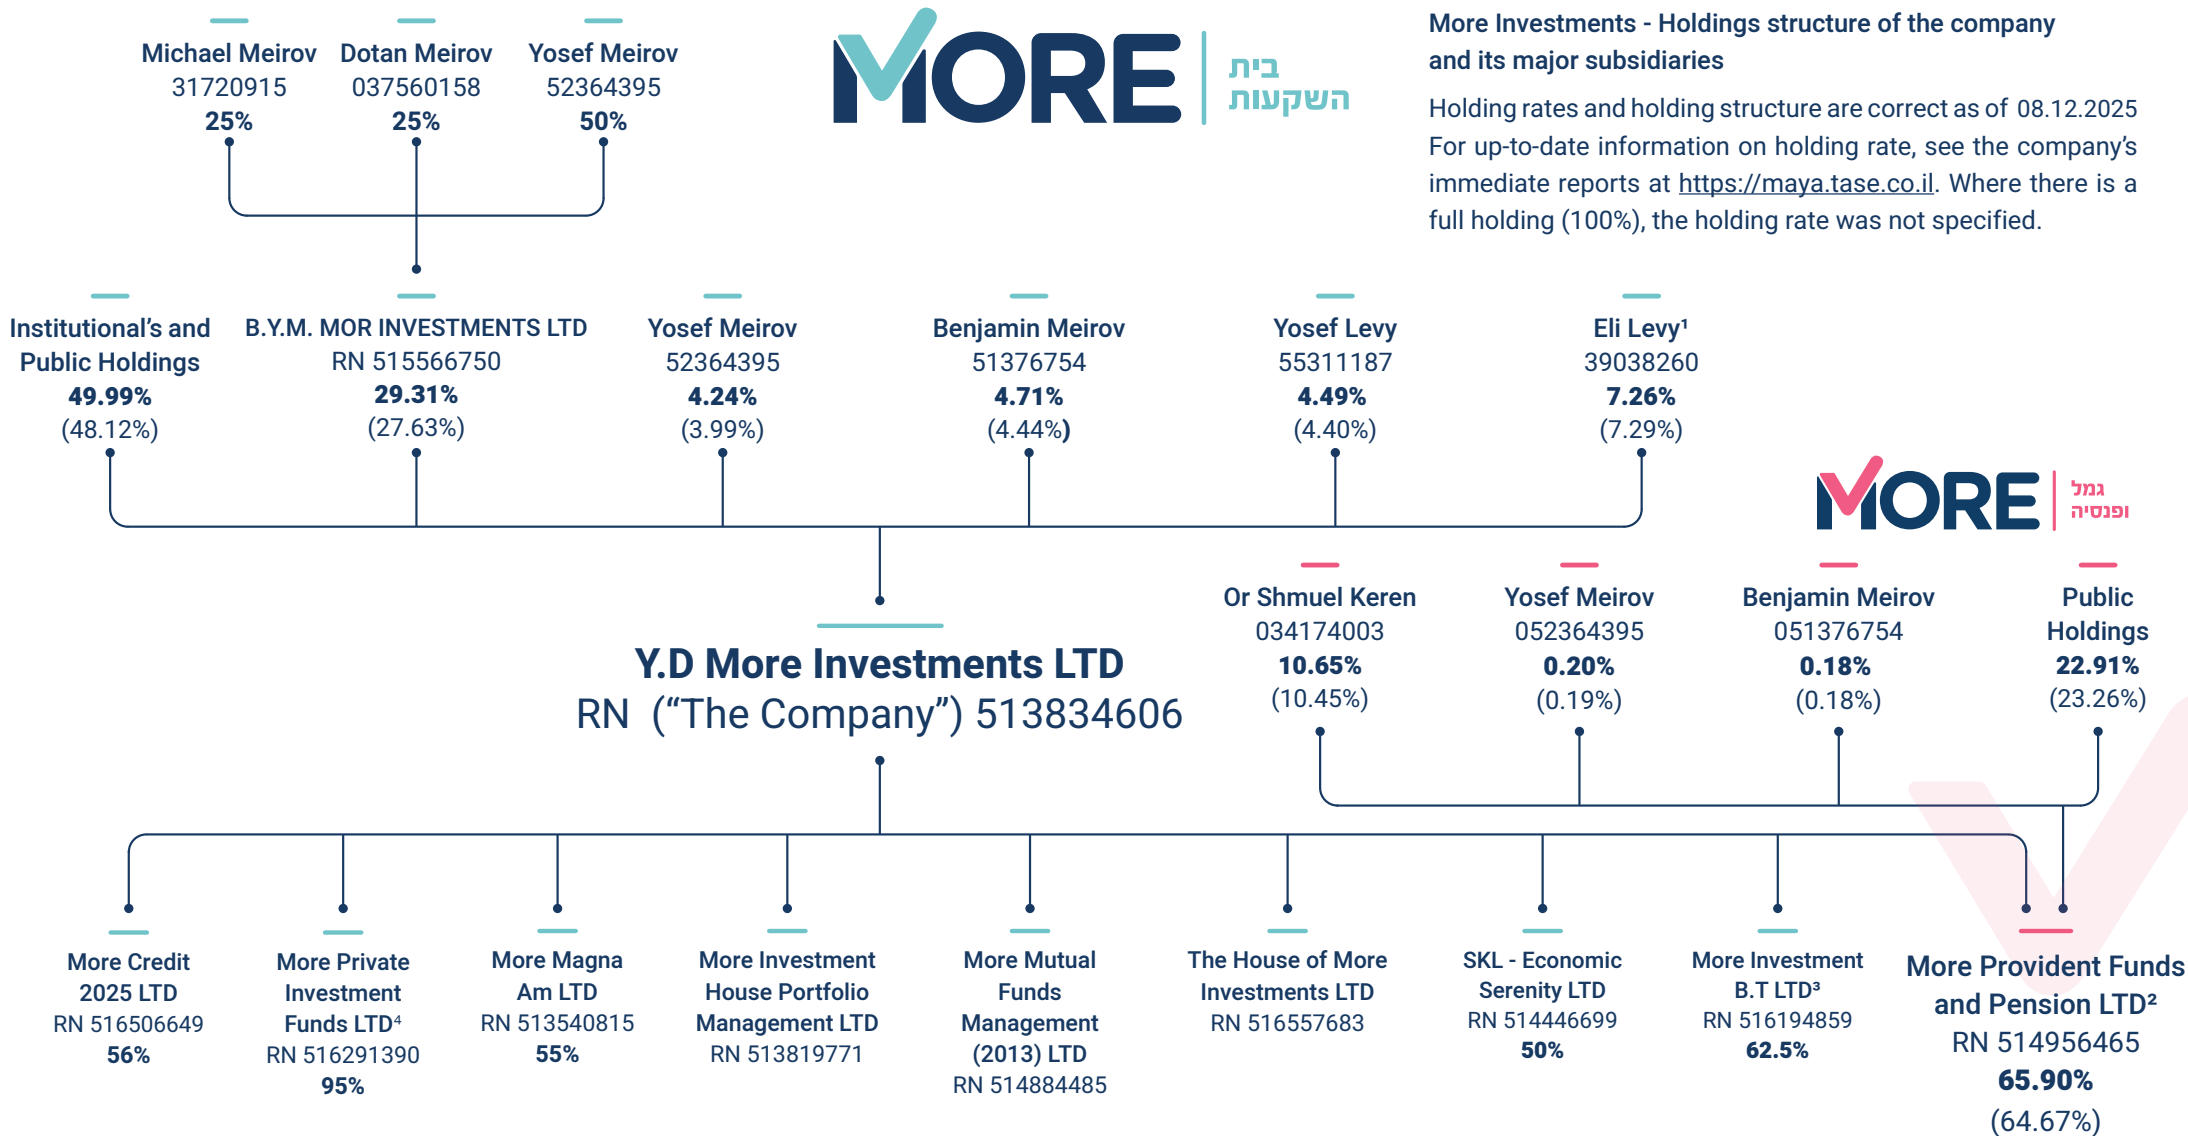 Michael Meirov
31720915
25%
Dotan Meirov
037560158
25%
Yosef Meirov
52364395
50%
MORE
בית
השקעות
More Investments - Holdings structure of the company
and its major subsidiaries
Holding rates and holding structure are correct as of 08.12.2025
For up-to-date information on holding rate, see the company's
immediate reports at https://maya.tase.co.il. Where there is a
full holding (100%), the holding rate was not specified.
Institutional's and
Public Holdings
49.99%
(48.12%)
B.Y.M. MOR INVESTMENTS LTD
RN 515566750
29.31%
(27.63%)
Yosef Meirov
52364395
4.24%
(3.99%)
Benjamin Meirov
51376754
4.71%
(4.44%)
Yosef Levy
55311187
4.49%
(4.40%)
Eli Levy¹
39038260
7.26%
(7.29%)
MORE
גמל
ופנסיה
Or Shmuel Keren
034174003
10.65%
(10.45%)
Yosef Meirov
052364395
0.20%
(0.19%)
Benjamin Meirov
051376754
0.18%
(0.18%)
Public
Holdings
22.91%
(23.26%)
Y.D More Investments LTD
RN ("The Company") 513834606
More Credit
2025 LTD
RN 516506649
56%
More Private
Investment
Funds LTD⁴
RN 516291390
95%
More Magna
Am LTD
RN 513540815
55%
More Investment
House Portfolio
Management LTD
RN 513819771
More Mutual
Funds
Management
(2013) LTD
RN 514884485
The House of More
Investments LTD
RN 516557683
SKL - Economic
Serenity LTD
RN 514446699
50%
More Investment
B.T LTD³
RN 516194859
62.5%
More Provident Funds
and Pension LTD²
RN 514956465
65.90%
(64.67%)